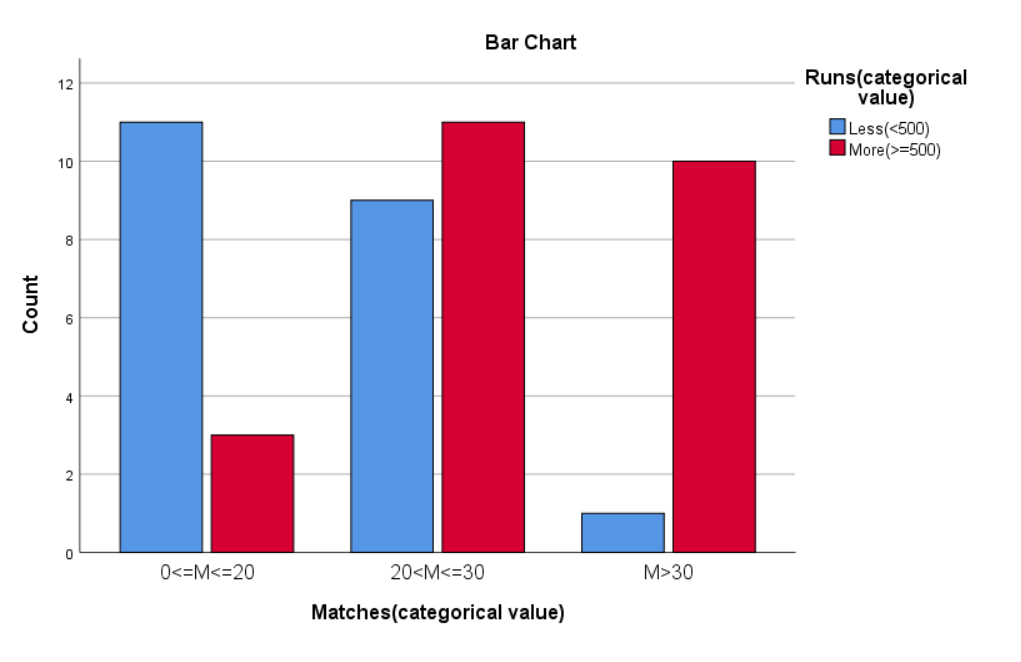 Bar Chart
Runs(categorical
value)
Less(<500)
More(>=500)
Count
12
10
8
6
4
2
0
0<=M<=20
20<M<=30
M>30
Matches(categorical value)